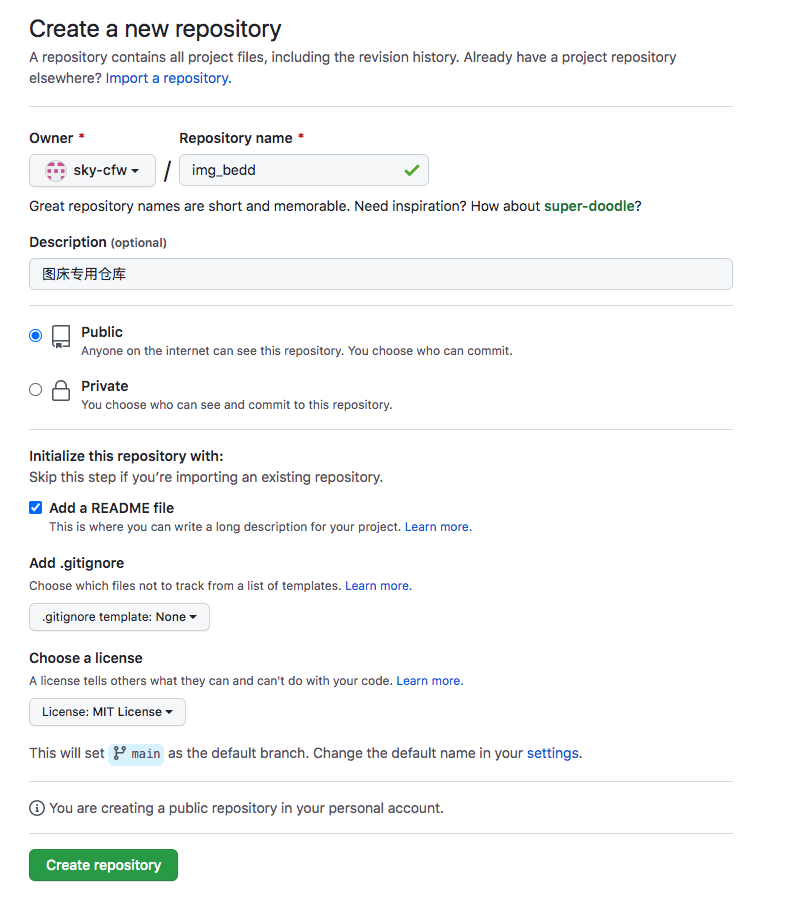 Create a new repository
A repository contains all project files, including the revision history. Already have a project repository
elsewhere? Import a repository.
Owner *
Repository name *
sky-cfw
/
img_bedd
Great repository names are short and memorable. Need inspiration? How about super-doodle?
Description (optional)
图床专用仓库
Public
Anyone on the internet can see this repository. You choose who can commit.
Private
You choose who can see and commit to this repository.
Initialize this repository with:
Skip this step if you’re importing an existing repository.
Add a README file
This is where you can write a long description for your project. Learn more.
Add .gitignore
Choose which files not to track from a list of templates. Learn more.
.gitignore template: None
Choose a license
A license tells others what they can and can't do with your code. Learn more.
License: MIT License
This will set main as the default branch. Change the default name in your settings.
You are creating a public repository in your personal account.
Create repository